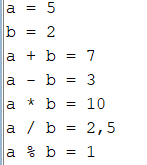 a = 5
b = 2
a + b = 7
a - b = 3
a * b = 10
a / b = 2,5
a % b = 1